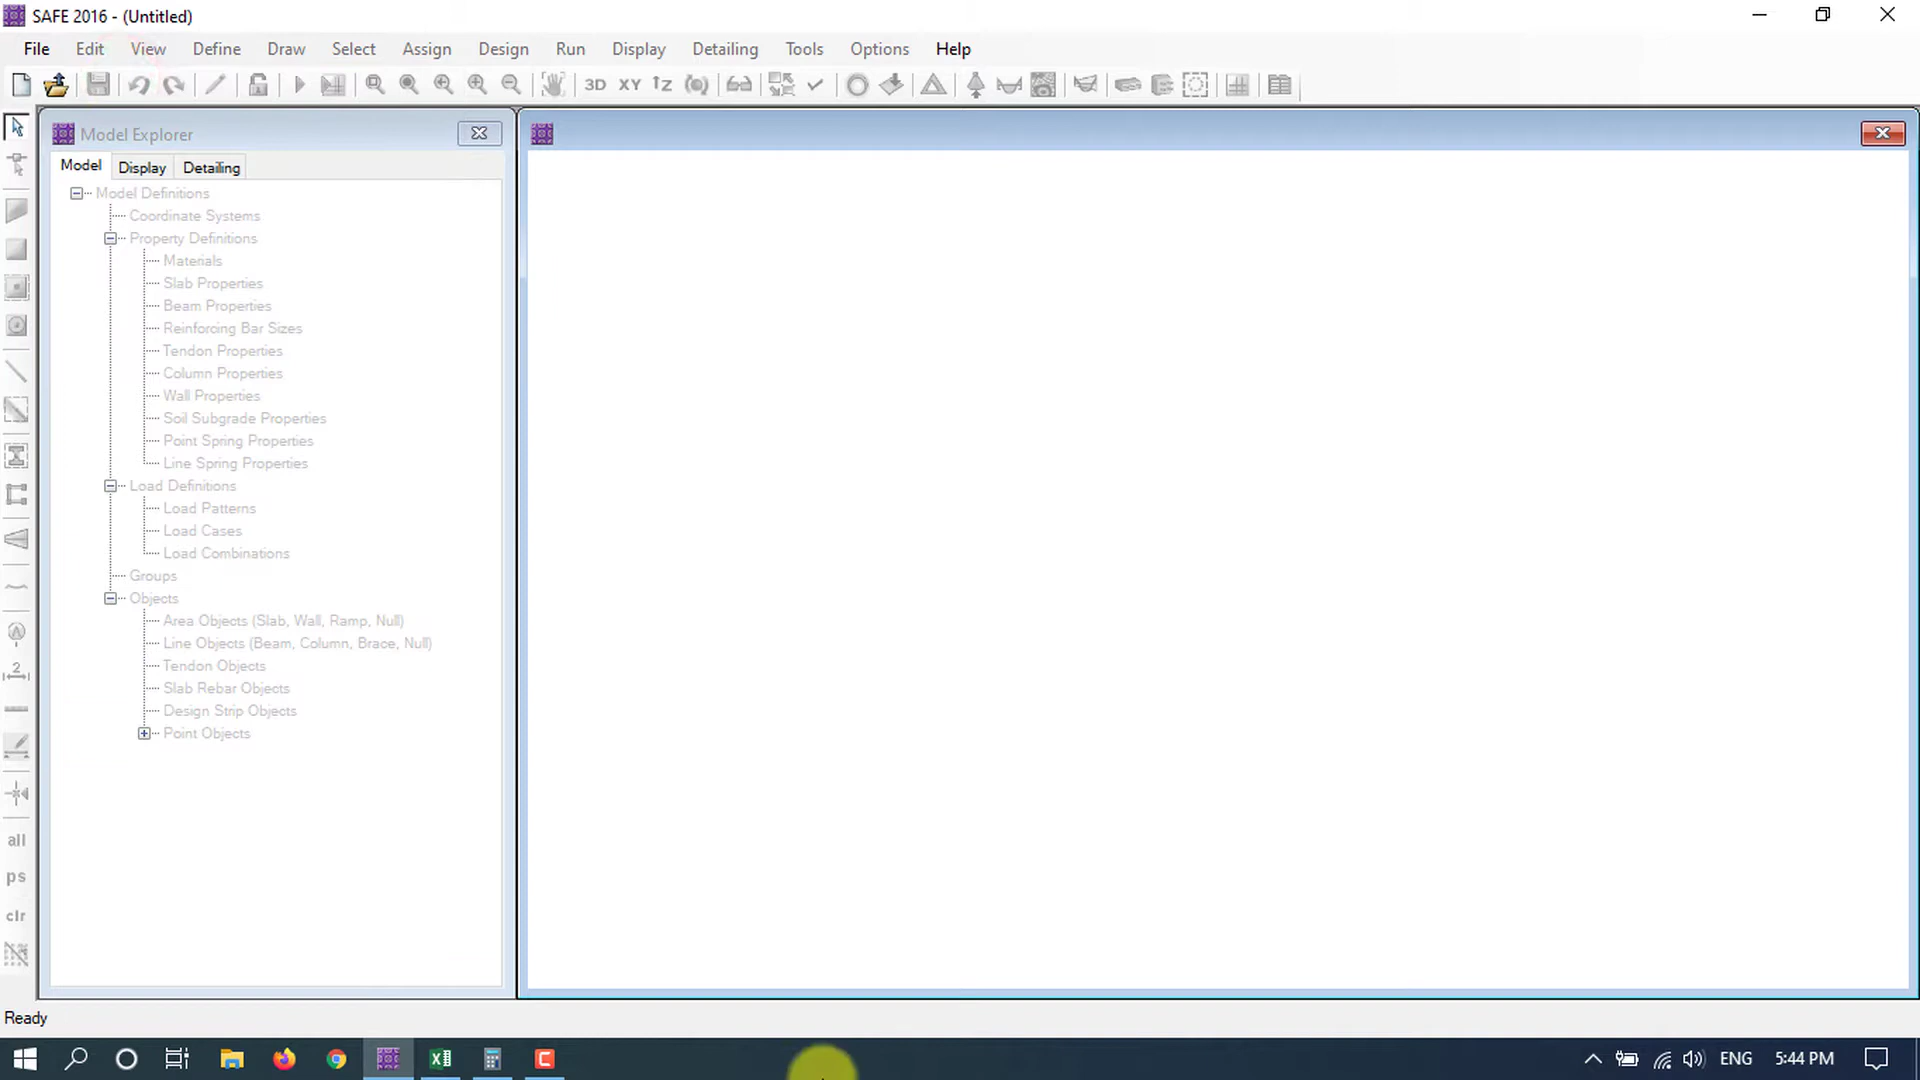 SAFE 2016 - (Untitled)
File Edit View Define Draw Select Assign Design Run Display Detailing Tools Options Help
3D XY
Model Explorer
Model Display Detailing
Model Definitions
Coordinate Systems
Property Definitions
Materials
Slab Properties
Beam Properties
Reinforcing Bar Sizes
Tendon Properties
Column Properties
Wall Properties
Soil Subgrade Properties
Point Spring Properties
Line Spring Properties
Load Definitions
Load Patterns
Load Cases
Load Combinations
Groups
Objects
Area Objects (Slab, Wall, Ramp, Null)
Line Objects (Beam, Column, Brace, Null)
Tendon Objects
Slab Rebar Objects
Design Strip Objects
Point Objects
all
ps
clr
Ready
ENG 5:44 PM